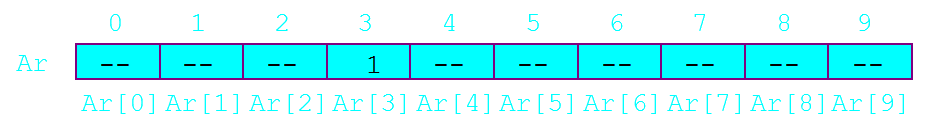 0 1 2 3 4 5 6 7 8 9
Ar -- -- -- 1 -- -- -- -- -- --
Ar[0] Ar[1] Ar[2] Ar[3] Ar[4] Ar[5] Ar[6] Ar[7] Ar[8] Ar[9]